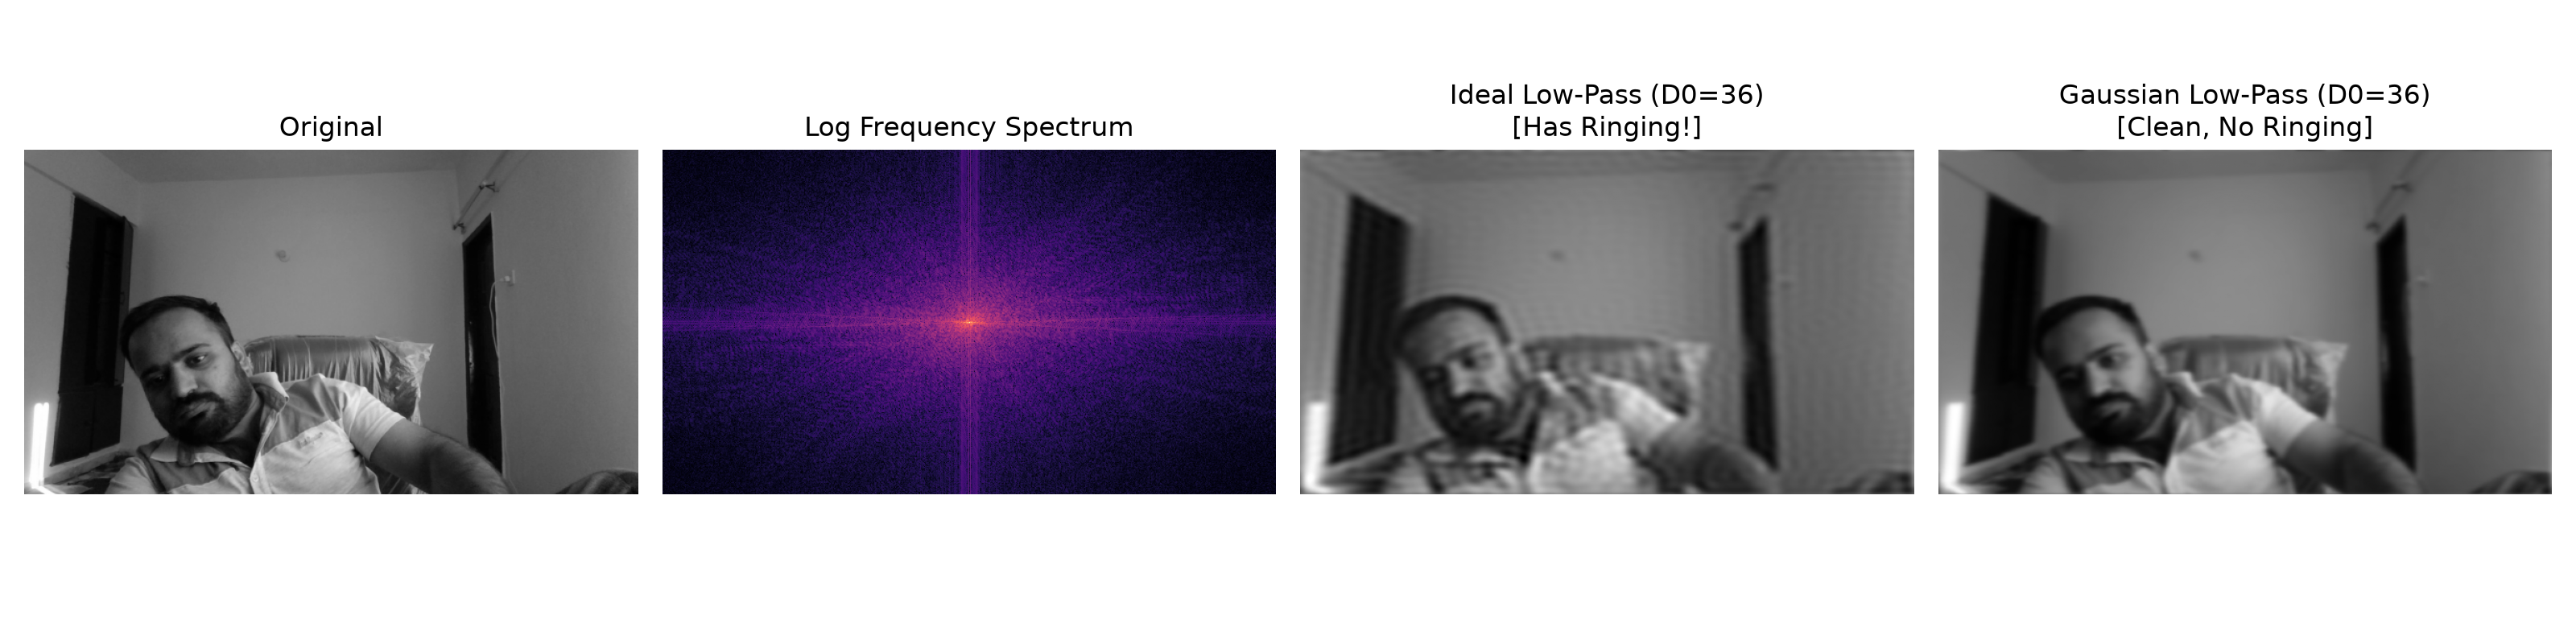 Original
Log Frequency Spectrum
Ideal Low-Pass (D0=36)
[Has Ringing!]
Gaussian Low-Pass (D0=36)
[Clean, No Ringing]